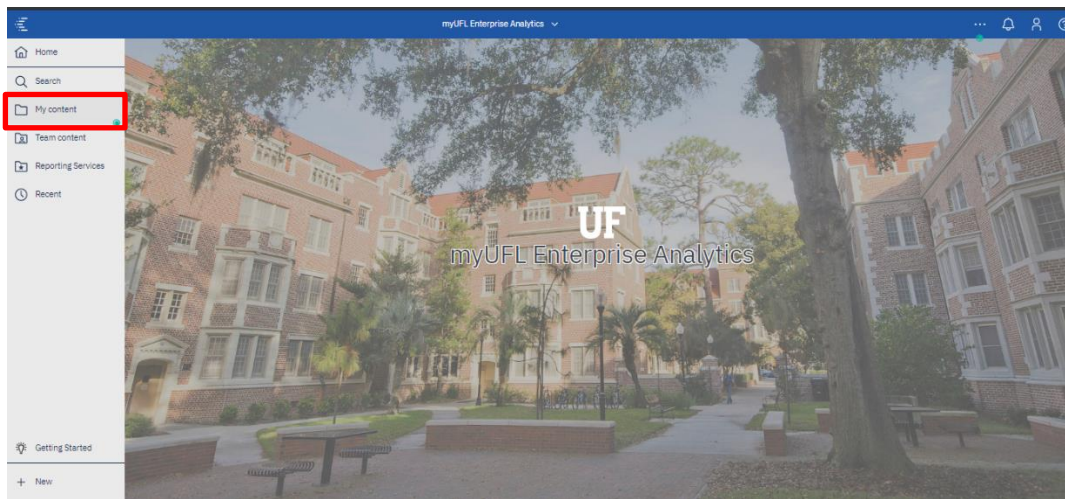 myUFL Enterprise Analytics
Home
Search
My content
Team content
Reporting Services
Recent
UF
myUFL Enterprise Analytics
Getting Started
+ New